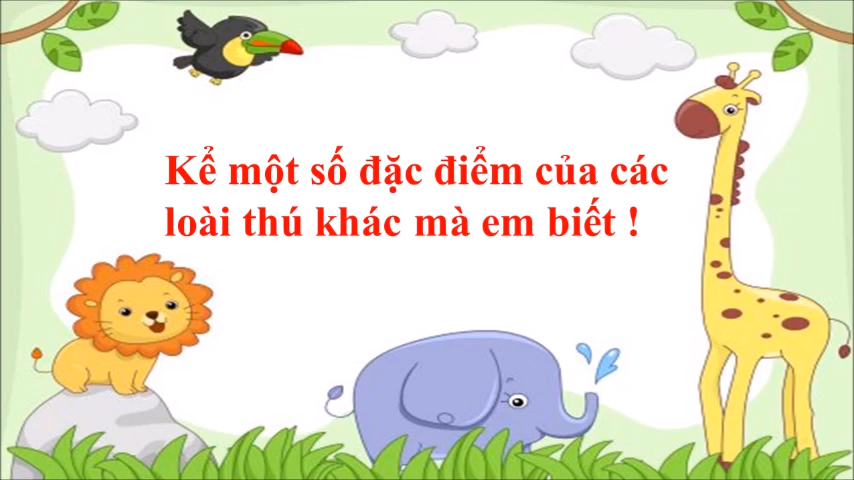 Kể một số đặc điểm của các
loài thú khác mà em biết !